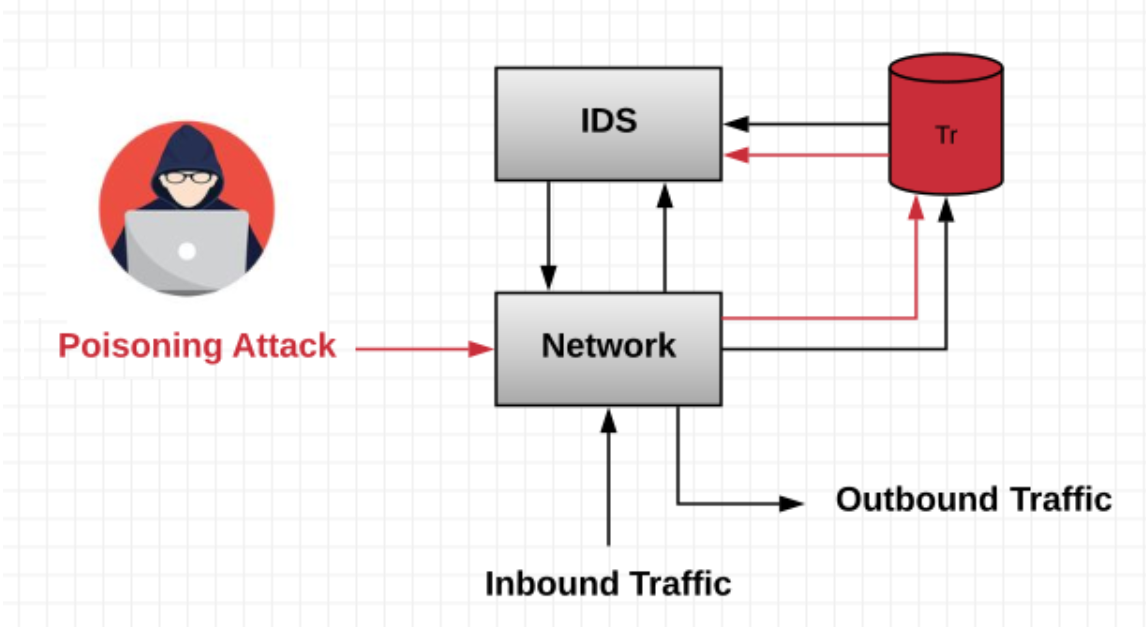 IDS
Tr
Poisoning Attack
Network
Outbound Traffic
Inbound Traffic